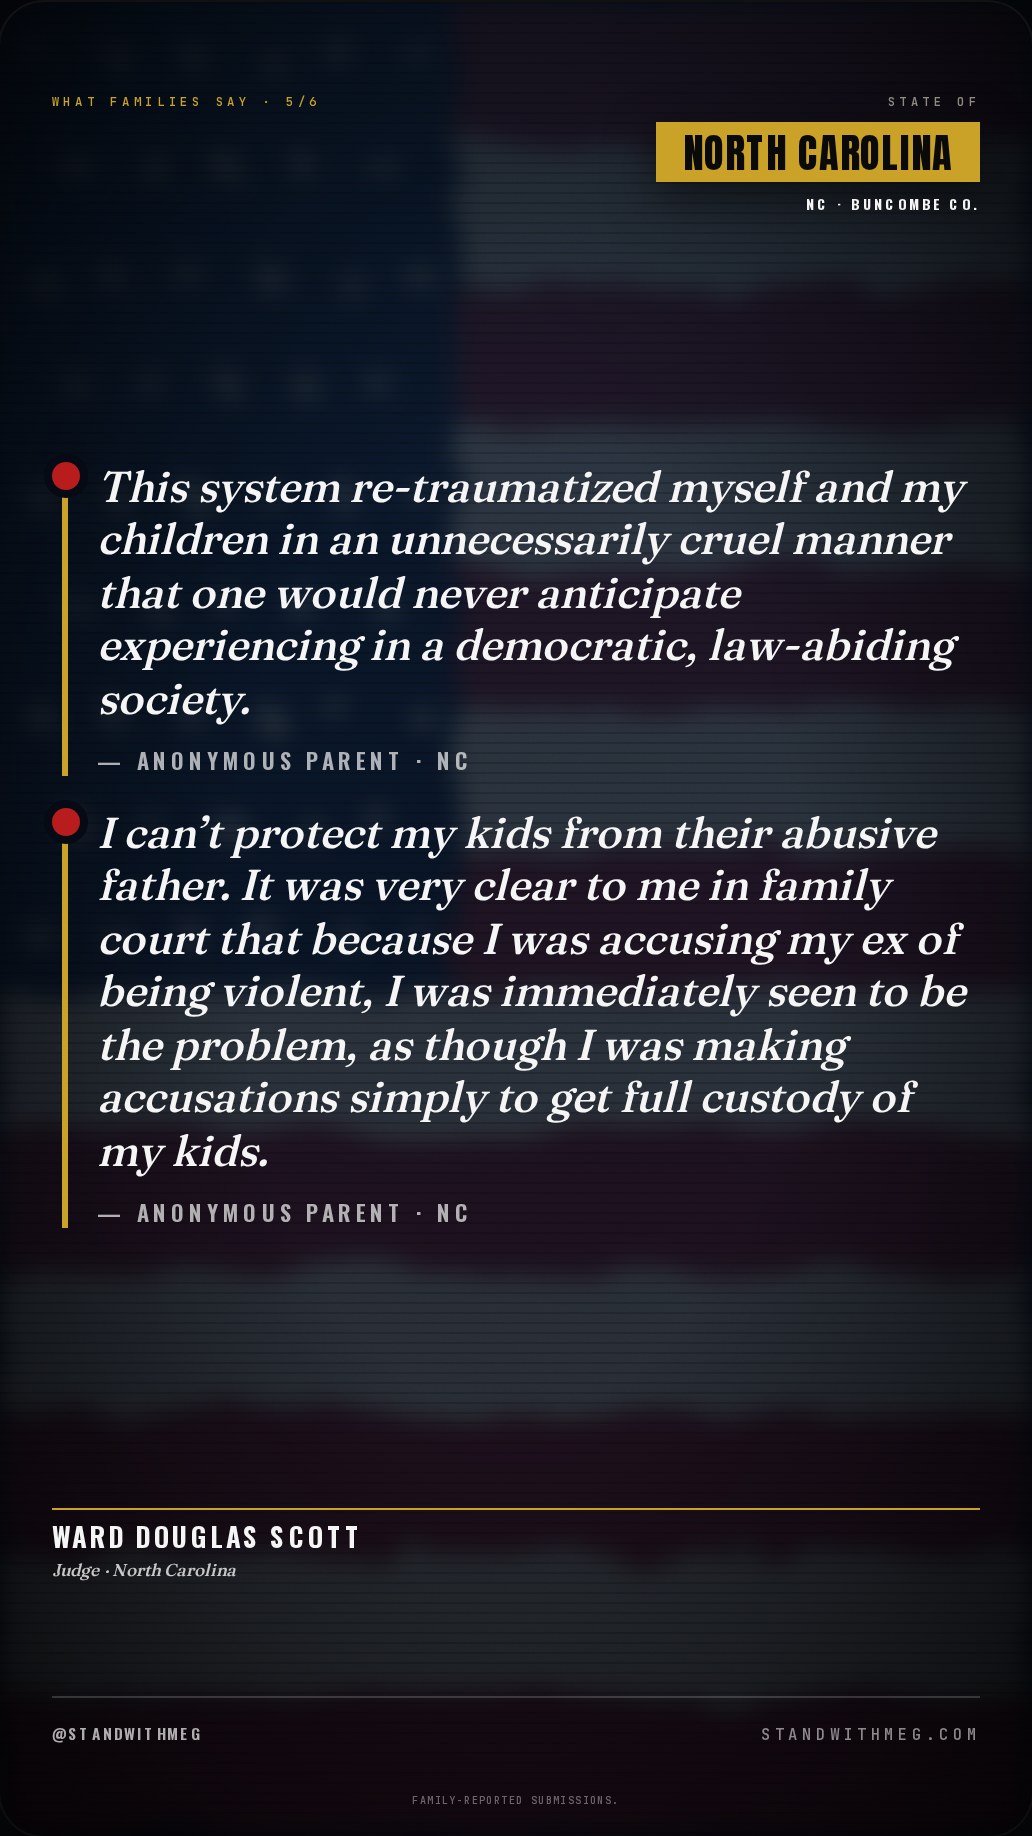 WHAT FAMILIES SAY · 5/6
STATE OF
NORTH CAROLINA
NC · BUNCOMBE CO.
This system re-traumatized myself and my
children in an unnecessarily cruel manner
that one would never anticipate
experiencing in a democratic, law-abiding
society.
— ANONYMOUS PARENT · NC
I can’t protect my kids from their abusive
father. It was very clear to me in family
court that because I was accusing my ex of
being violent, I was immediately seen to be
the problem, as though I was making
accusations simply to get full custody of
my kids.
— ANONYMOUS PARENT · NC
WARD DOUGLAS SCOTT
Judge · North Carolina
@STANDWITHMEG
STANDWITHMEG.COM
FAMILY-REPORTED SUBMISSIONS.